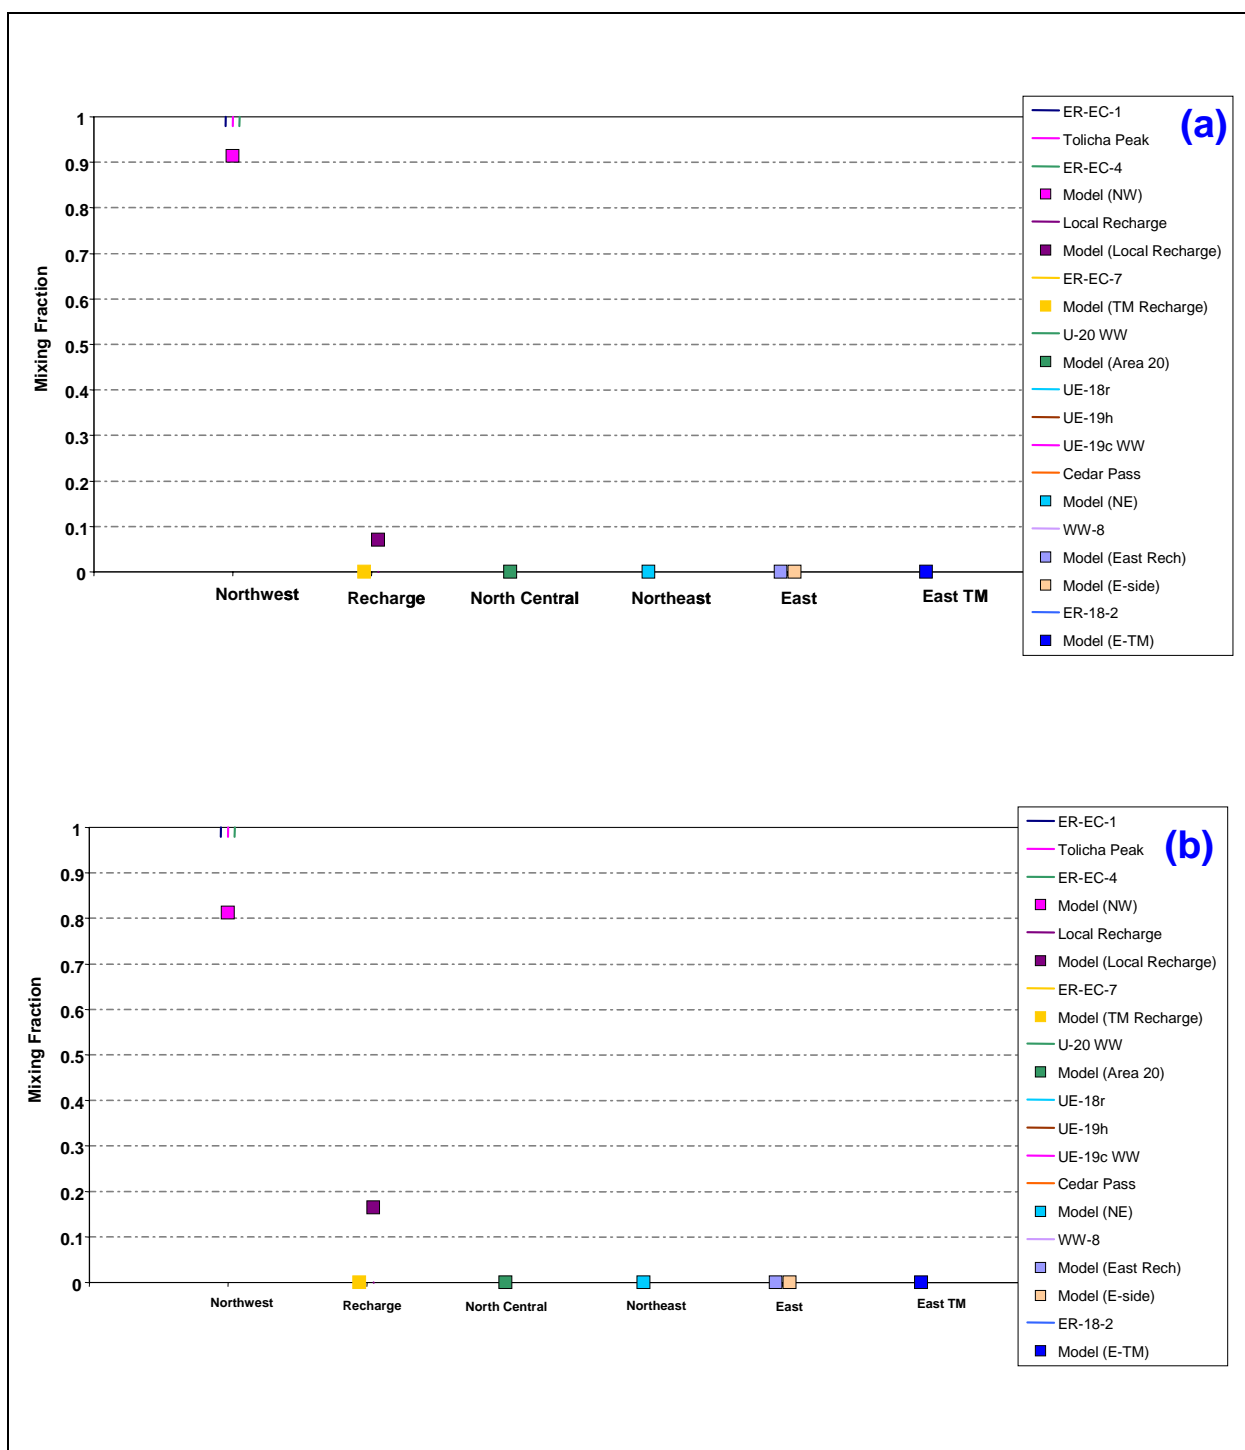 (a)
Mixing Fraction
1
0.9
0.8
0.7
0.6
0.5
0.4
0.3
0.2
0.1
0
Northwest
Recharge
North Central
Northeast
East
East TM
ER-EC-1
Tolicha Peak
ER-EC-4
Model (NW)
Local Recharge
Model (Local Recharge)
ER-EC-7
Model (TM Recharge)
U-20 WW
Model (Area 20)
UE-18r
UE-19h
UE-19c WW
Cedar Pass
Model (NE)
WW-8
Model (East Rech)
Model (E-side)
ER-18-2
Model (E-TM)
(b)
Mixing Fraction
1
0.9
0.8
0.7
0.6
0.5
0.4
0.3
0.2
0.1
0
Northwest
Recharge
North Central
Northeast
East
East TM
ER-EC-1
Tolicha Peak
ER-EC-4
Model (NW)
Local Recharge
Model (Local Recharge)
ER-EC-7
Model (TM Recharge)
U-20 WW
Model (Area 20)
UE-18r
UE-19h
UE-19c WW
Cedar Pass
Model (NE)
WW-8
Model (East Rech)
Model (E-side)
ER-18-2
Model (E-TM)